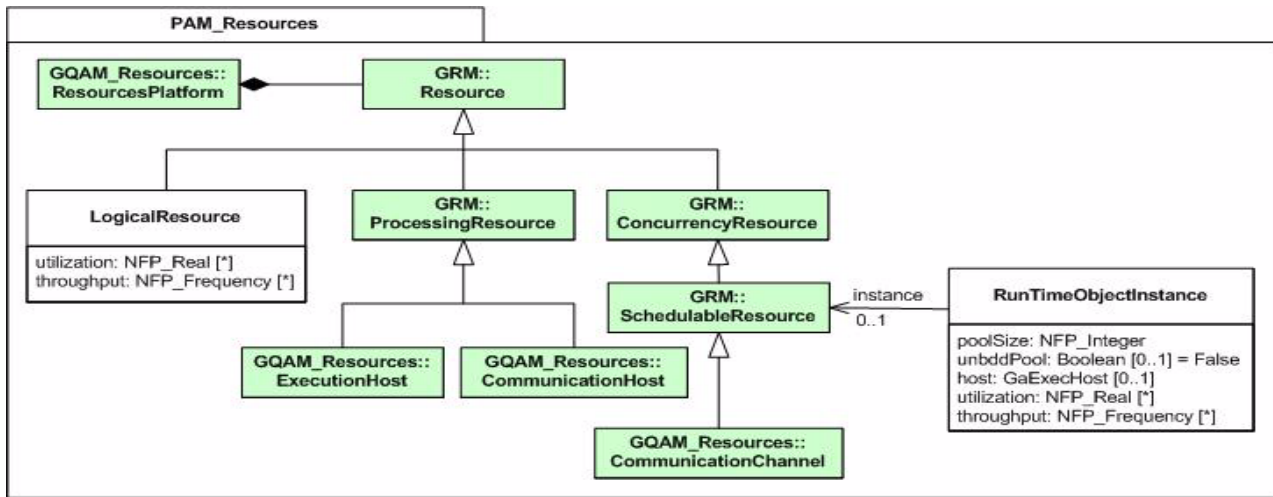 PAM_Resources
GQAM_Resources::
ResourcesPlatform
GRM::
Resource
LogicalResource
utilization: NFP_Real [*]
throughput: NFP_Frequency [*]
GRM::
ProcessingResource
GRM::
ConcurrencyResource
GRM::
SchedulableResource
instance
0..1
RunTimeObjectInstance
poolSize: NFP_Integer
unbddPool: Boolean [0..1] = False
host: GaExecHost [0..1]
utilization: NFP_Real [*]
throughput: NFP_Frequency [*]
GQAM_Resources::
ExecutionHost
GQAM_Resources::
CommunicationHost
GQAM_Resources::
CommunicationChannel